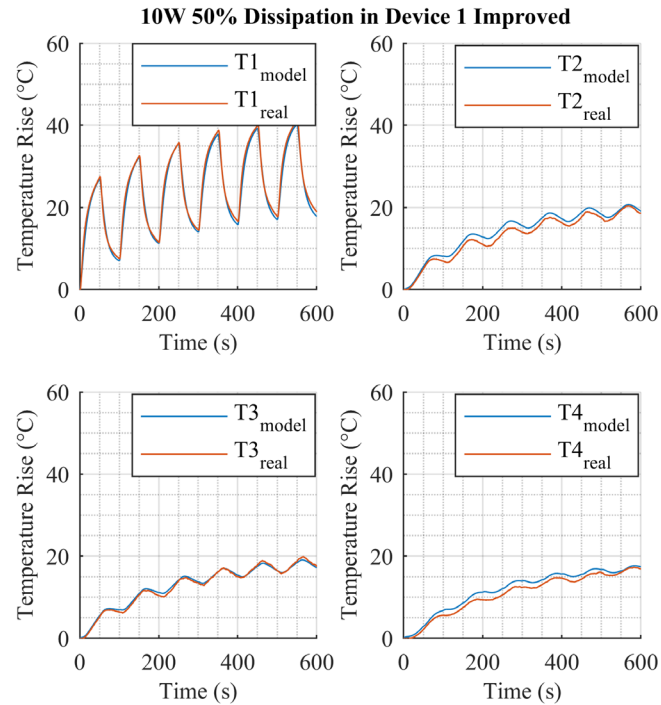 10W 50% Dissipation in Device 1 Improved
60
40
20
0
Temperature Rise (°C)
T1model
T1real
0
200
400
600
Time (s)
60
40
20
0
Temperature Rise (°C)
T2model
T2real
0
200
400
600
Time (s)
60
40
20
0
Temperature Rise (°C)
T3model
T3real
0
200
400
600
Time (s)
60
40
20
0
Temperature Rise (°C)
T4model
T4real
0
200
400
600
Time (s)